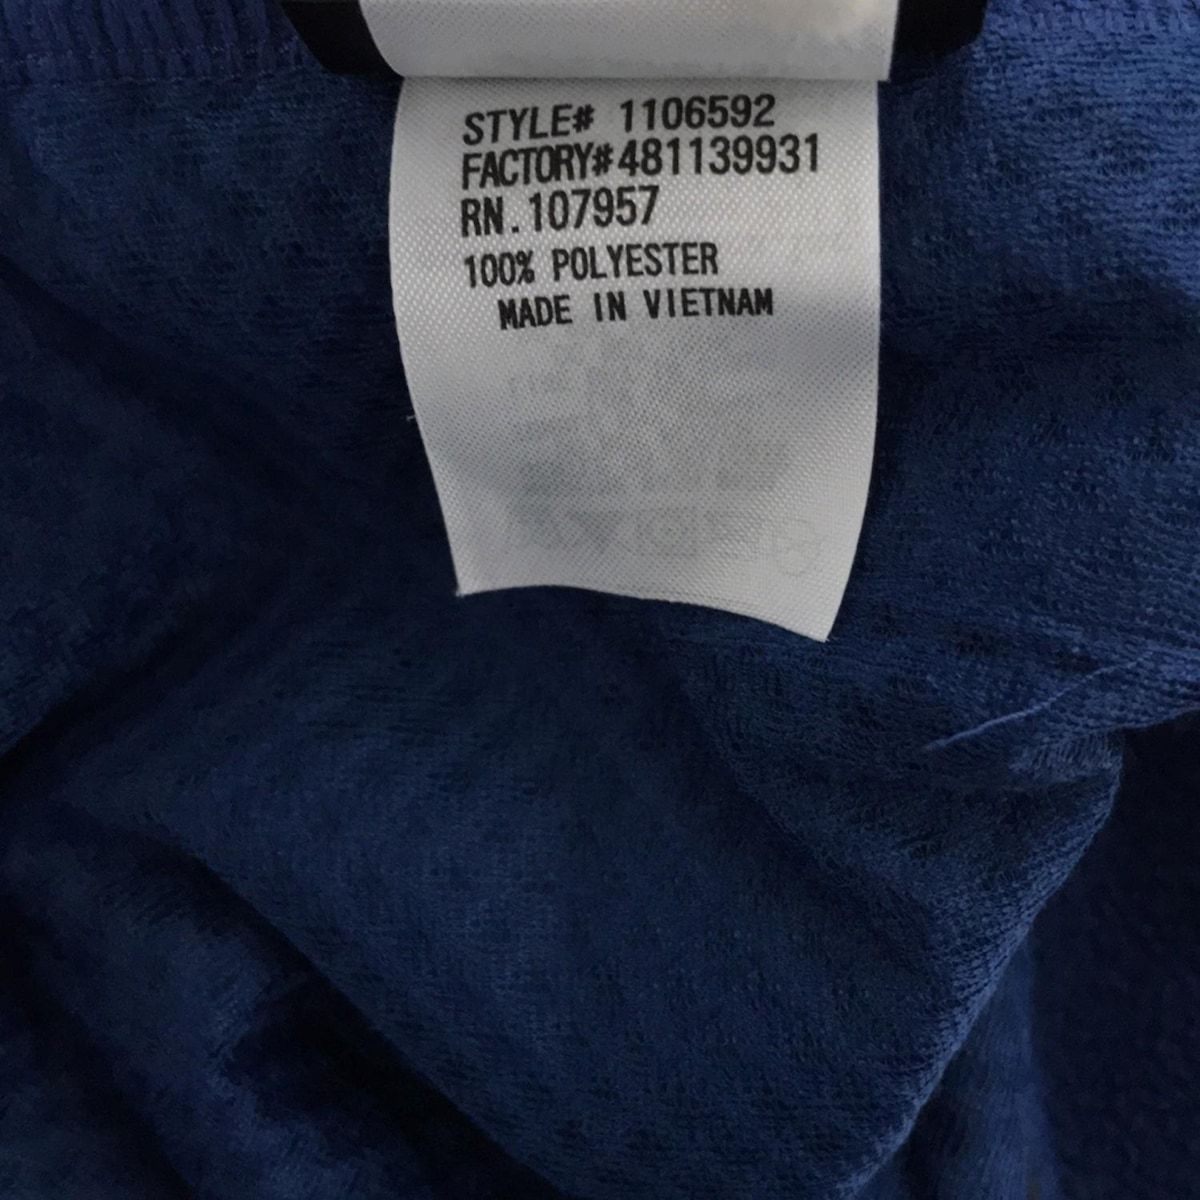 STYLE# 1106592
FACTORY#481139931
RN.107957
100% POLYESTER
MADE IN VIETNAM